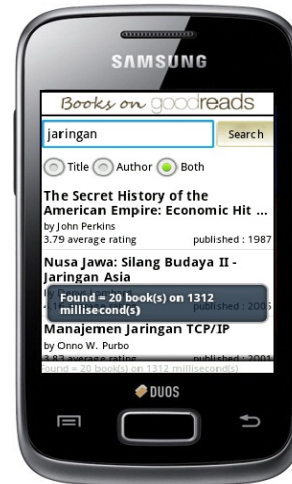 SAMSUNG
Books on goodreads
jaringan
Search
Title Author Both
The Secret History of the
American Empire: Economic Hit ...
by John Perkins
3.79 average rating published : 1987
Nusa Jawa: Silang Budaya II -
Jaringan Asia
Found = 20 book(s) on 1312
millisecond(s)
Manajemen Jaringan TCP/IP
by Onno W. Purbo
3.83 average rating published : 2001
Found = 20 book(s) on 1312 millisecond(s)
DUOS